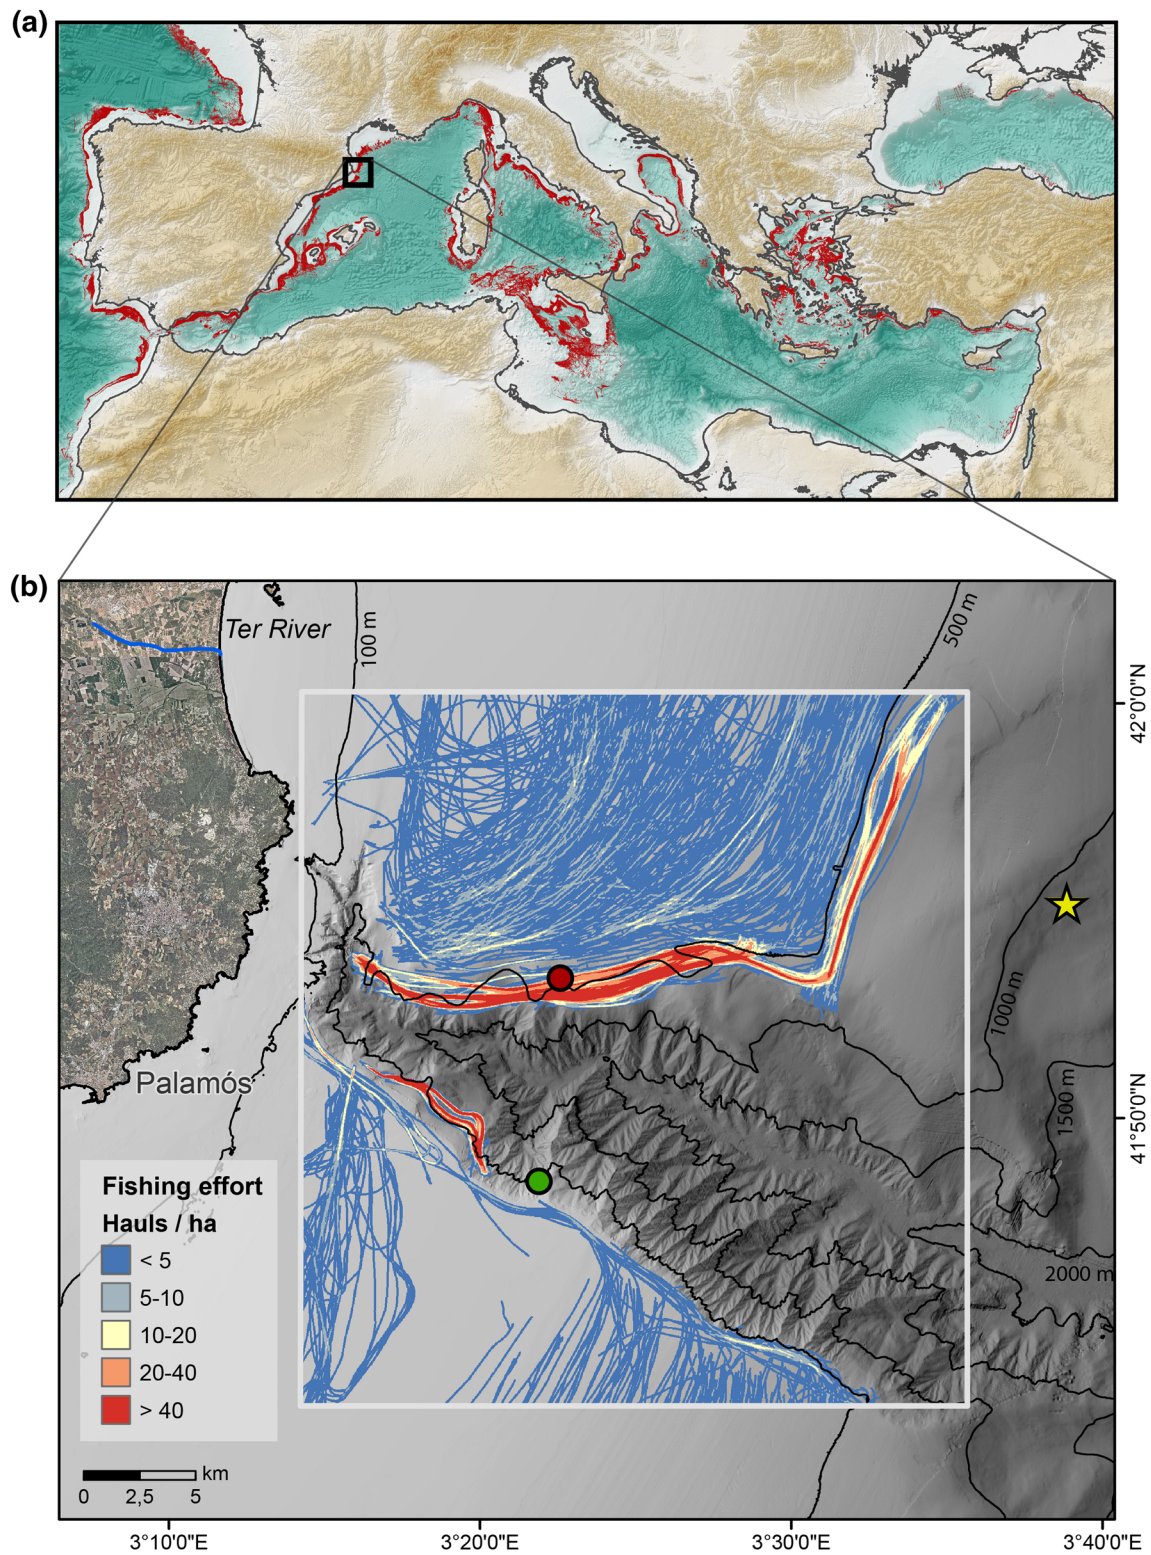 (a)
(b)
Ter River
100 m
500 m
42°0'0"N
1000 m
Palamós
1500 m
41°50'0"N
Fishing effort
Hauls / ha
< 5
5-10
10-20
20-40
> 40
2000 m
km
0 2,5 5
3°10'0"E 3°20'0"E 3°30'0"E 3°40'0"E